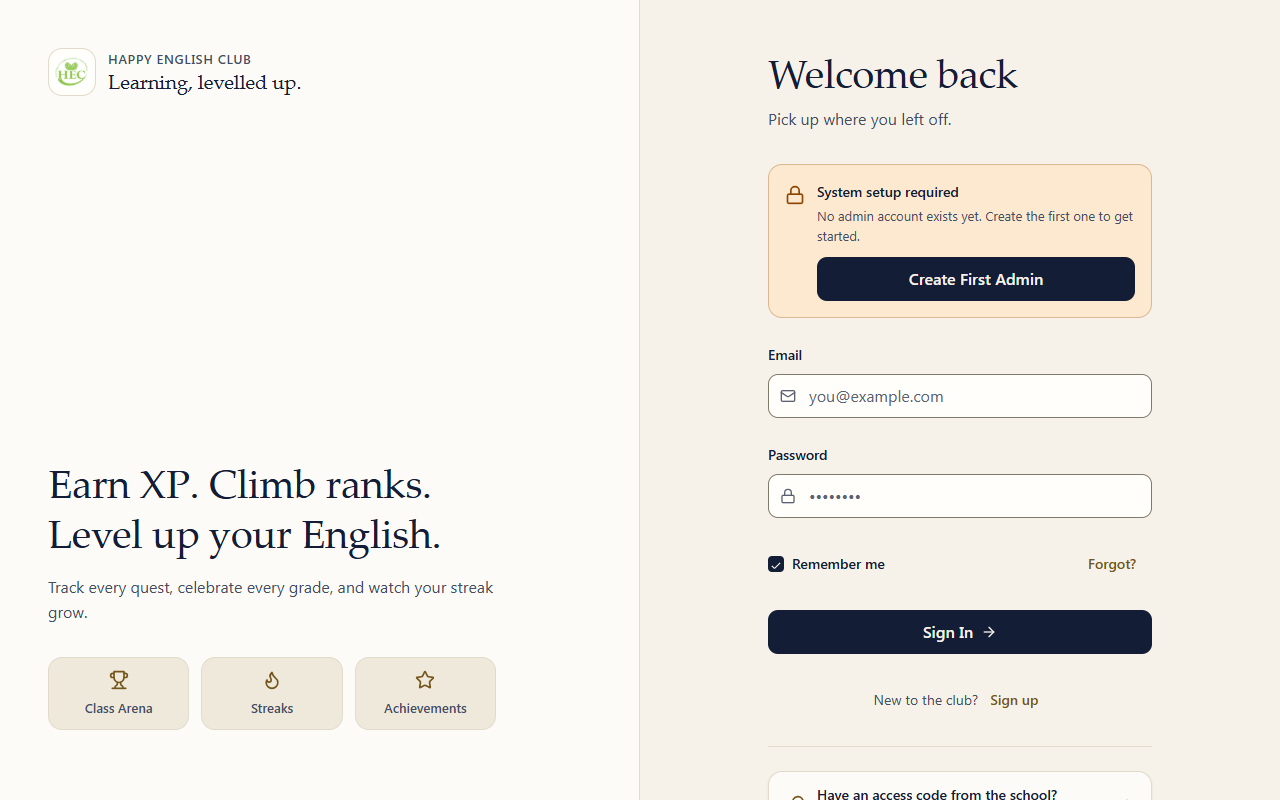 HEC
HAPPY ENGLISH CLUB
Learning, levelled up.
Earn XP. Climb ranks.
Level up your English.
Track every quest, celebrate every grade, and watch your streak
grow.
Class Arena
Streaks
Achievements
Welcome back
Pick up where you left off.
System setup required
No admin account exists yet. Create the first one to get
started.
Create First Admin
Email
you@example.com
Password
••••••••
Remember me
Forgot?
Sign In →
New to the club? Sign up
Have an access code from the school?